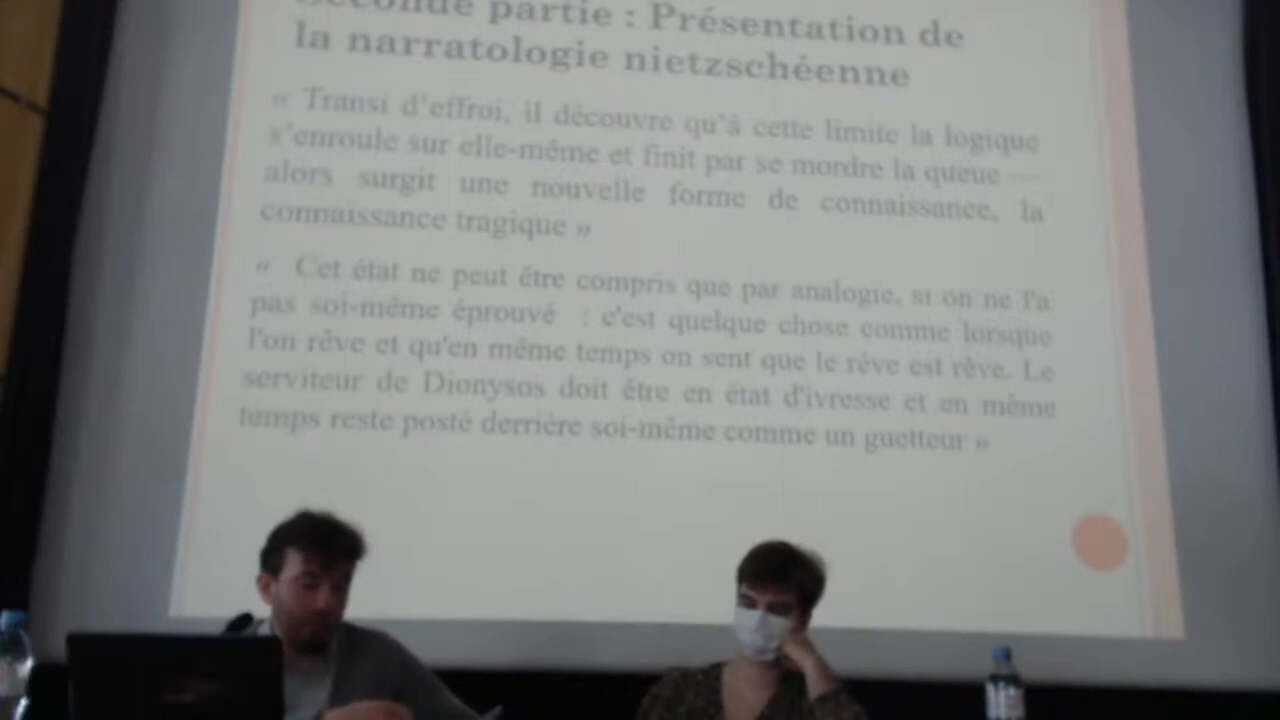 Seconde partie : Présentation de
la narratologie nietzschéenne
« Transi d'effroi, il découvre qu'à cette limite la logique
s'enroule sur elle-même et finit par se mordre la queue —
alors surgit une nouvelle forme de connaissance, la
connaissance tragique »
« Cet état ne peut être compris que par analogie, si on ne l'a
pas soi-même éprouvé : c'est quelque chose comme lorsque
l'on rêve et qu'en même temps on sent que le rêve est rêve. Le
serviteur de Dionysos doit être en état d'ivresse et en même
temps reste posté derrière soi-même comme un guetteur »